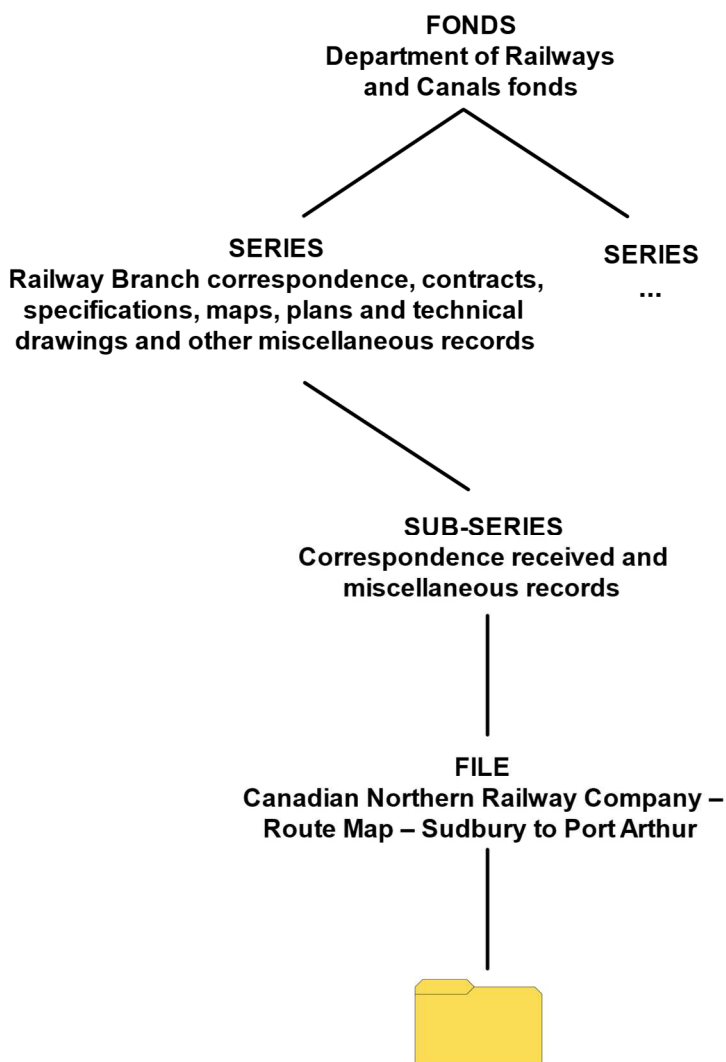 FONDS
Department of Railways
and Canals fonds
SERIES
Railway Branch correspondence, contracts,
specifications, maps, plans and technical
drawings and other miscellaneous records
SERIES
...
SUB-SERIES
Correspondence received and
miscellaneous records
FILE
Canadian Northern Railway Company –
Route Map – Sudbury to Port Arthur